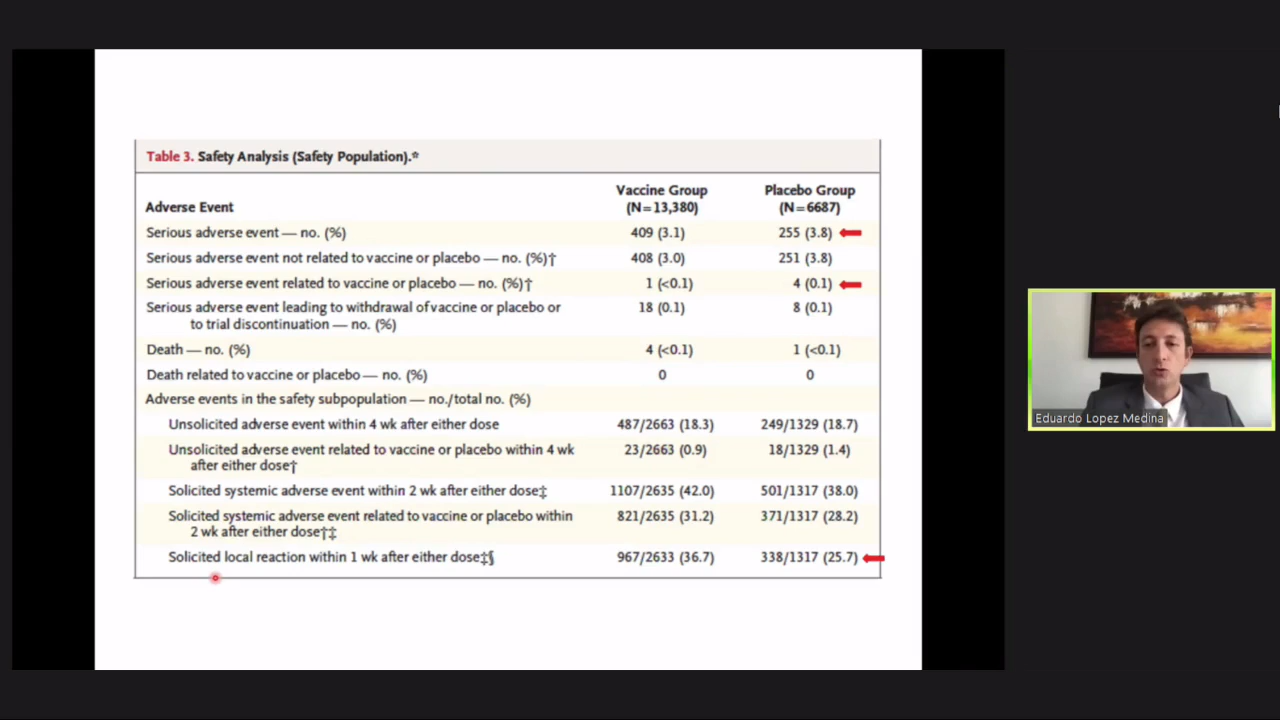 Table 3. Safety Analysis (Safety Population).*
Adverse Event
Vaccine Group
(N=13,380)
Placebo Group
(N=6687)
Serious adverse event — no. (%) 409 (3.1) 255 (3.8)
Serious adverse event not related to vaccine or placebo — no. (%)† 408 (3.0) 251 (3.8)
Serious adverse event related to vaccine or placebo — no. (%)† 1 (<0.1) 4 (0.1)
Serious adverse event leading to withdrawal of vaccine or placebo or 18 (0.1) 8 (0.1)
to trial discontinuation — no. (%)
Death — no. (%) 4 (<0.1) 1 (<0.1)
Death related to vaccine or placebo — no. (%) 0 0
Adverse events in the safety subpopulation — no./total no. (%)
Unsolicited adverse event within 4 wk after either dose 487/2663 (18.3) 249/1329 (18.7)
Unsolicited adverse event related to vaccine or placebo within 4 wk 23/2663 (0.9) 18/1329 (1.4)
after either dose†
Solicited systemic adverse event within 2 wk after either dose‡ 1107/2635 (42.0) 501/1317 (38.0)
Solicited systemic adverse event related to vaccine or placebo within 821/2635 (31.2) 371/1317 (28.2)
2 wk after either dose†‡
Solicited local reaction within 1 wk after either dose‡§ 967/2633 (36.7) 338/1317 (25.7)
Eduardo Lopez Medina